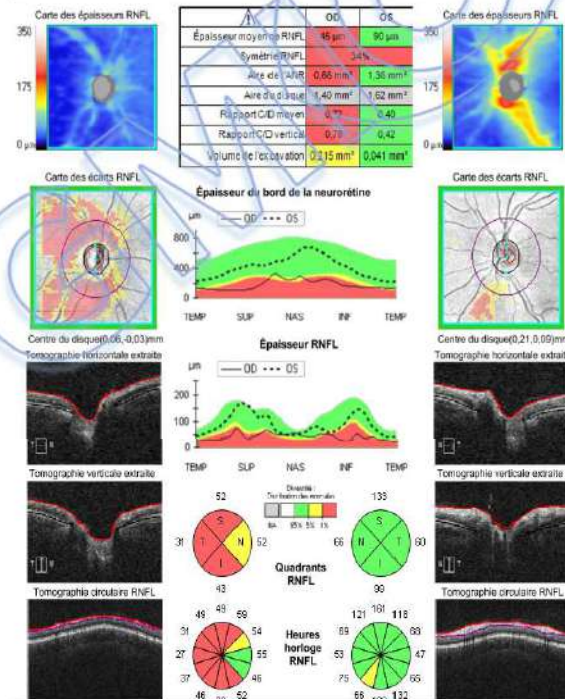 Carte des épaisseurs RNFL
350
175
0 µm
OD OS
Épaisseur moyenne RNFL 45 µm 90 µm
Symétrie RNFL 34%
Aire de l'ANR 0,66 mm² 1,36 mm²
Aire du disque 1,40 mm² 1,62 mm²
Rapport C/D moyen 0,40
Rapport C/D vertical 0,42
Volume de l'excavation 0,215 mm³ 0,041 mm³
Carte des épaisseurs RNFL
350
175
0 µm
Carte des écarts RNFL
Centre du disque(0,06,-0,03)mm
Épaisseur du bord de la neurorétine
µm
OD OS
800
400
0
TEMP SUP NAS INF TEMP
Carte des écarts RNFL
Centre du disque(0,21,0,09)mm
Tomographie horizontale extraite
Épaisseur RNFL
µm
OD OS
200
100
0
TEMP SUP NAS INF TEMP
Tomographie horizontale extraite
Tomographie verticale extraite
Tomographie verticale extraite
52
31 T S N I 52
43
NA 95% 5% 1%
Quadrants
RNFL
133
66 N S T I 60
99
Tomographie circulaire RNFL
49 49 59
31 54
27 55
37 46
46 52
Heures
horloge
RNFL
121 161 118
69 68
53 47
75 65
66 132
Tomographie circulaire RNFL